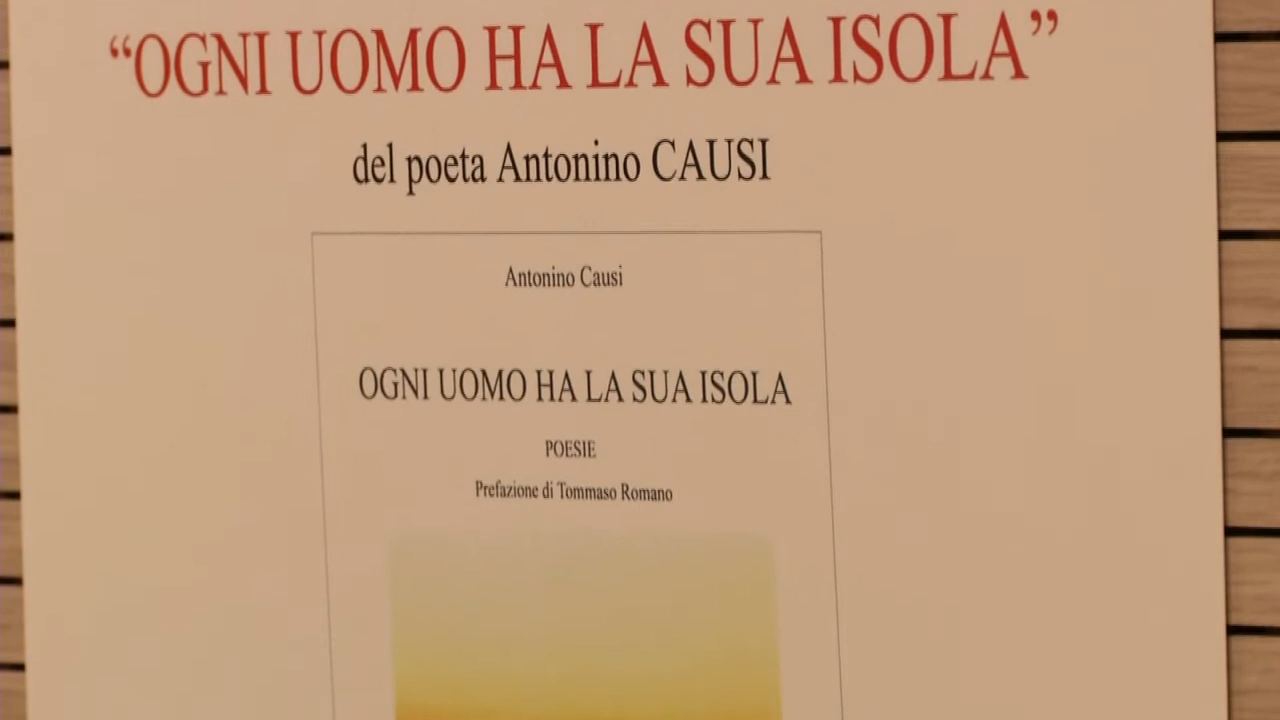 “OGNI UOMO HA LA SUA ISOLA”
del poeta Antonino CAUSI
Antonino Causi
OGNI UOMO HA LA SUA ISOLA
POESIE
Prefazione di Tommaso Romano